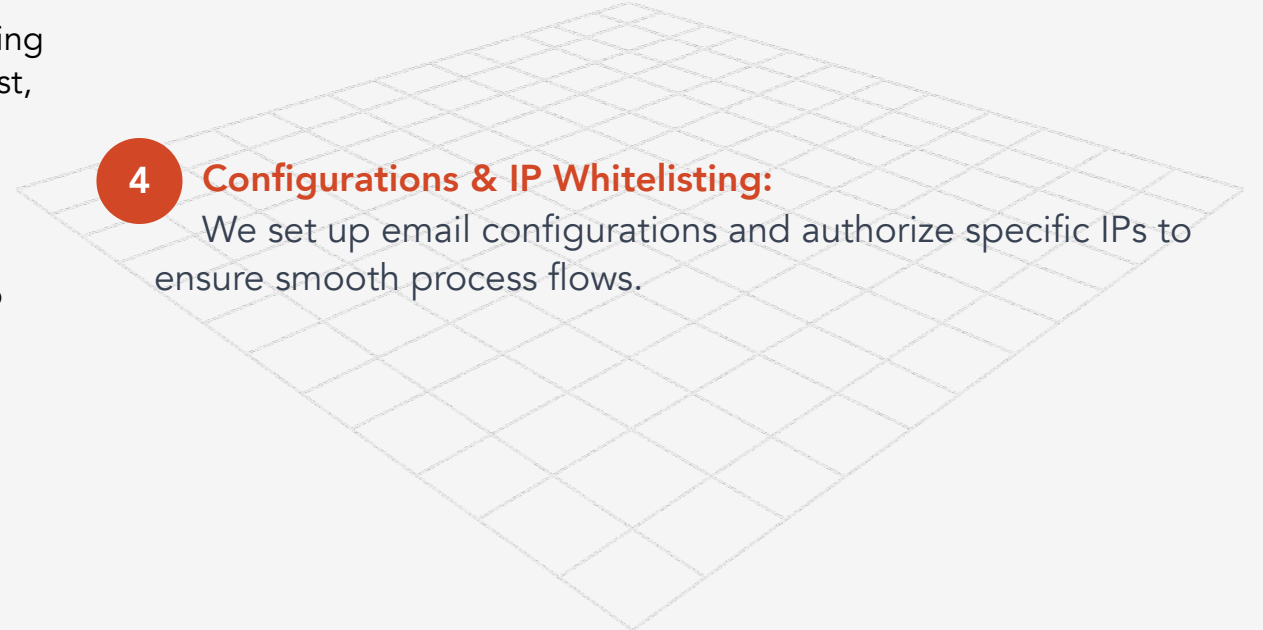 st,
4
Configurations & IP Whitelisting:
We set up email configurations and authorize specific IPs to
ensure smooth process flows.